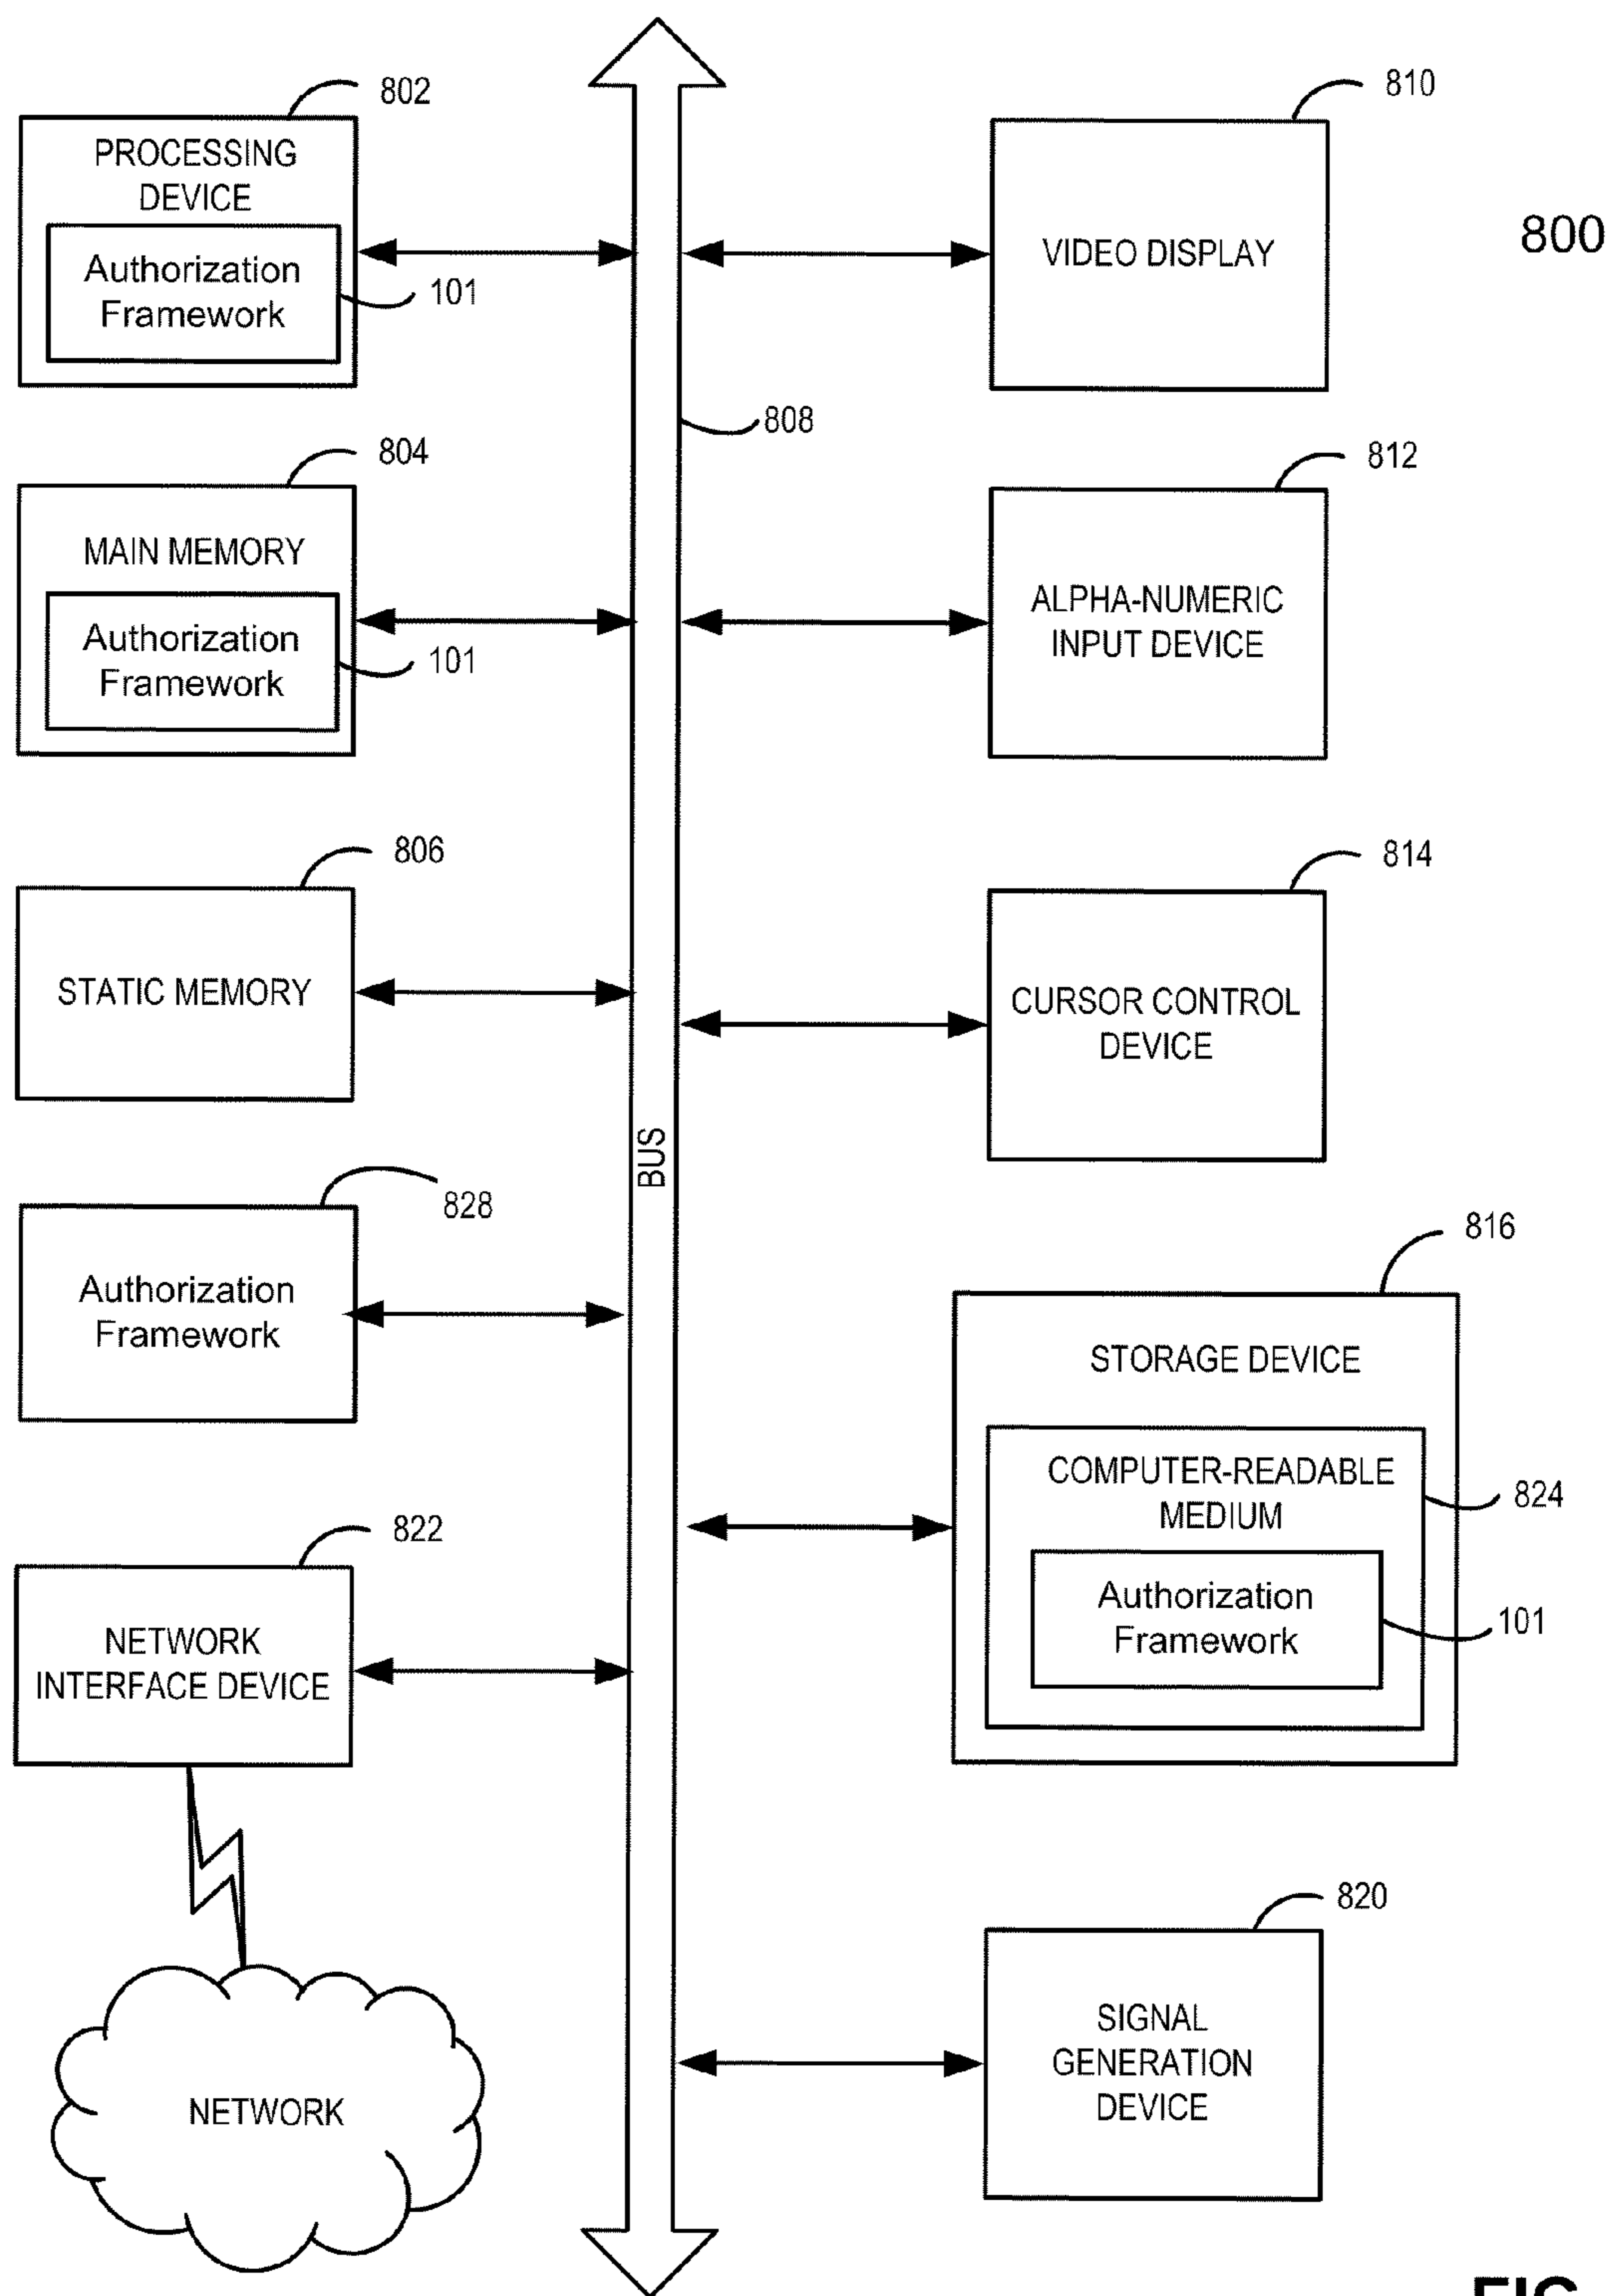 802
PROCESSING
DEVICE
Authorization
Framework
101
804
MAIN MEMORY
Authorization
Framework
101
806
STATIC MEMORY
828
Authorization
Framework
822
NETWORK
INTERFACE DEVICE
NETWORK
808
BUS
810
VIDEO DISPLAY
800
812
ALPHA-NUMERIC
INPUT DEVICE
814
CURSOR CONTROL
DEVICE
816
STORAGE DEVICE
COMPUTER-READABLE
MEDIUM
824
Authorization
Framework
101
820
SIGNAL
GENERATION
DEVICE